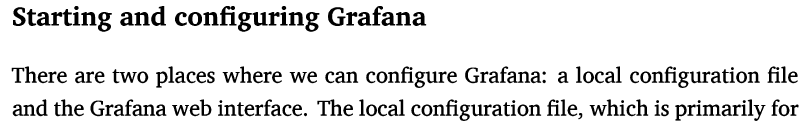 Starting and configuring Grafana
There are two places where we can configure Grafana: a local configuration file
and the Grafana web interface. The local configuration file, which is primarily for